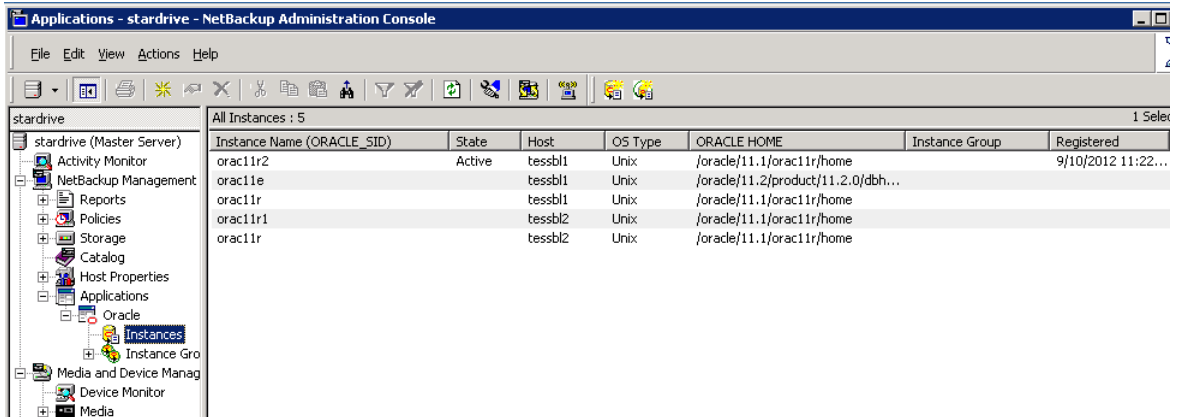 Applications - stardrive - NetBackup Administration Console
File Edit View Actions Help
stardrive
All Instances : 5
1 Selec
stardrive (Master Server)
Activity Monitor
NetBackup Management
Reports
Policies
Storage
Catalog
Host Properties
Applications
Oracle
Instances
Instance Gro
Media and Device Manag
Device Monitor
Media
Instance Name (ORACLE_SID) State Host OS Type ORACLE HOME Instance Group Registered
orac11r2 Active tessbl1 Unix /oracle/11.1/orac11r/home 9/10/2012 11:22...
orac11e tessbl1 Unix /oracle/11.2/product/11.2.0/dbh...
orac11r tessbl1 Unix /oracle/11.1/orac11r/home
orac11r1 tessbl2 Unix /oracle/11.1/orac11r/home
orac11r tessbl2 Unix /oracle/11.1/orac11r/home